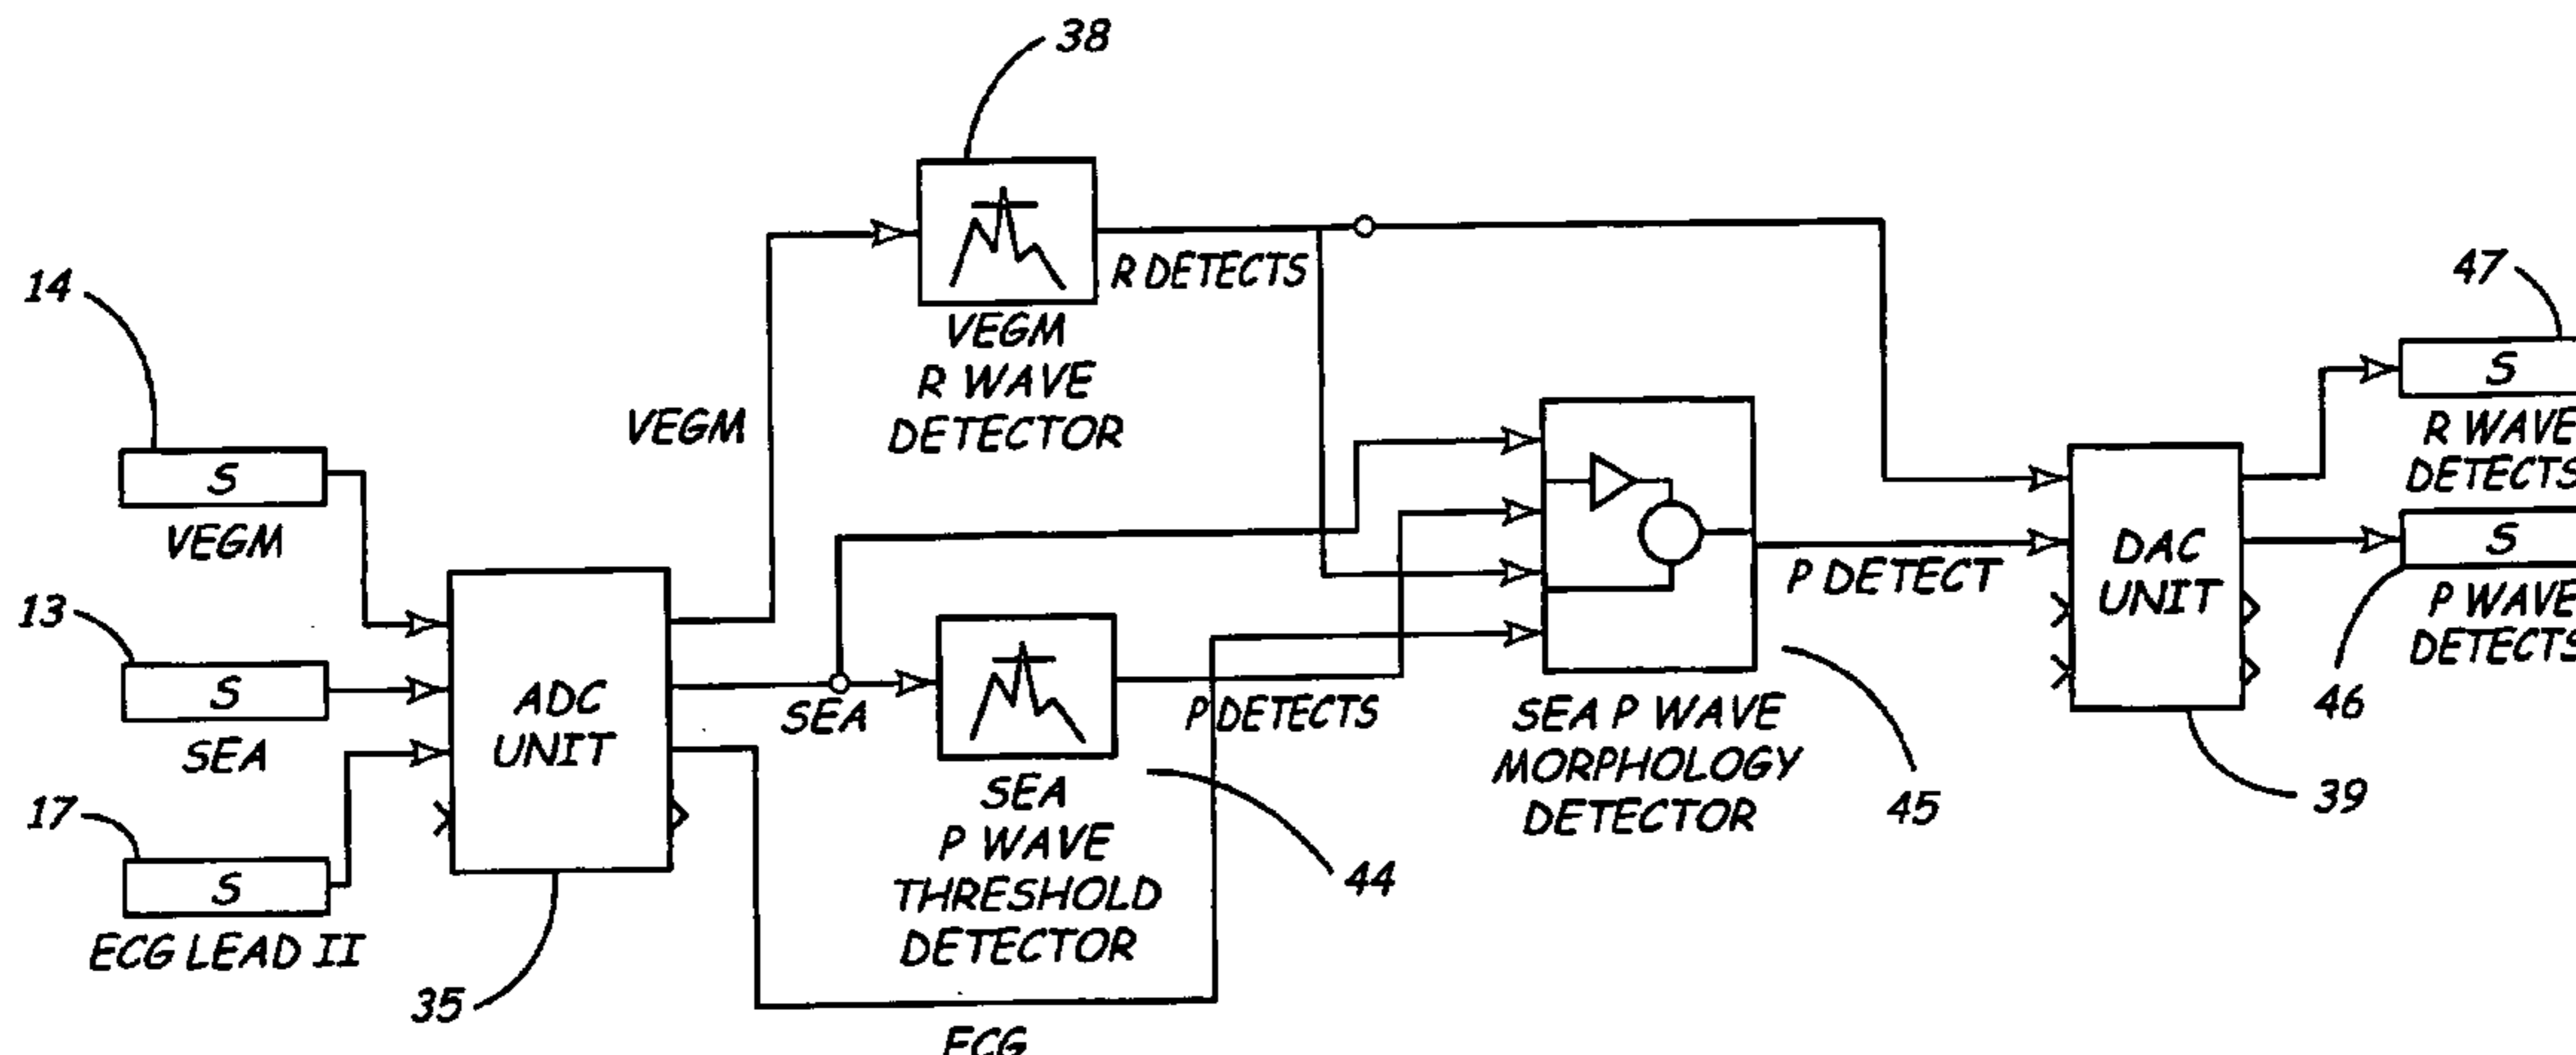 38
14
S
VEGM
13
S
SEA
17
S
ECG LEAD II
ADC
UNIT
35
VEGM
VEGM
R WAVE
DETECTOR
R DETECTS
SEA
SEA
P WAVE
THRESHOLD
DETECTOR
44
P DETECTS
ECG
SEA P WAVE
MORPHOLOGY
DETECTOR
45
P DETECT
DAC
UNIT
39
47
S
R WAVE
DETECTS
S
P WAVE
DETECTS
46